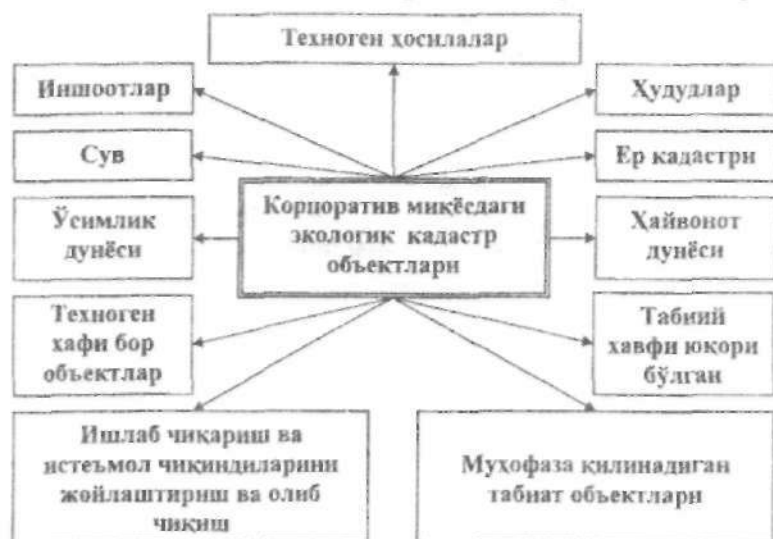 Техноген ҳосилалар
Иншоотлар
Ҳудудлар
Сув
Ер кадастри
Корпоратив миқёсдаги
экологик кадастр
объектлари
Ўсимлик
дунёси
Ҳайвонот
дунёси
Техноген
хафи бор
объектлар
Табиий
хавфи юқори
бўлган
Ишлаб чиқариш ва
истеъмол чиқиндиларини
жойлаштириш ва олиб
чиқиш
Муҳофаза қилинадиган
табиат объектлари